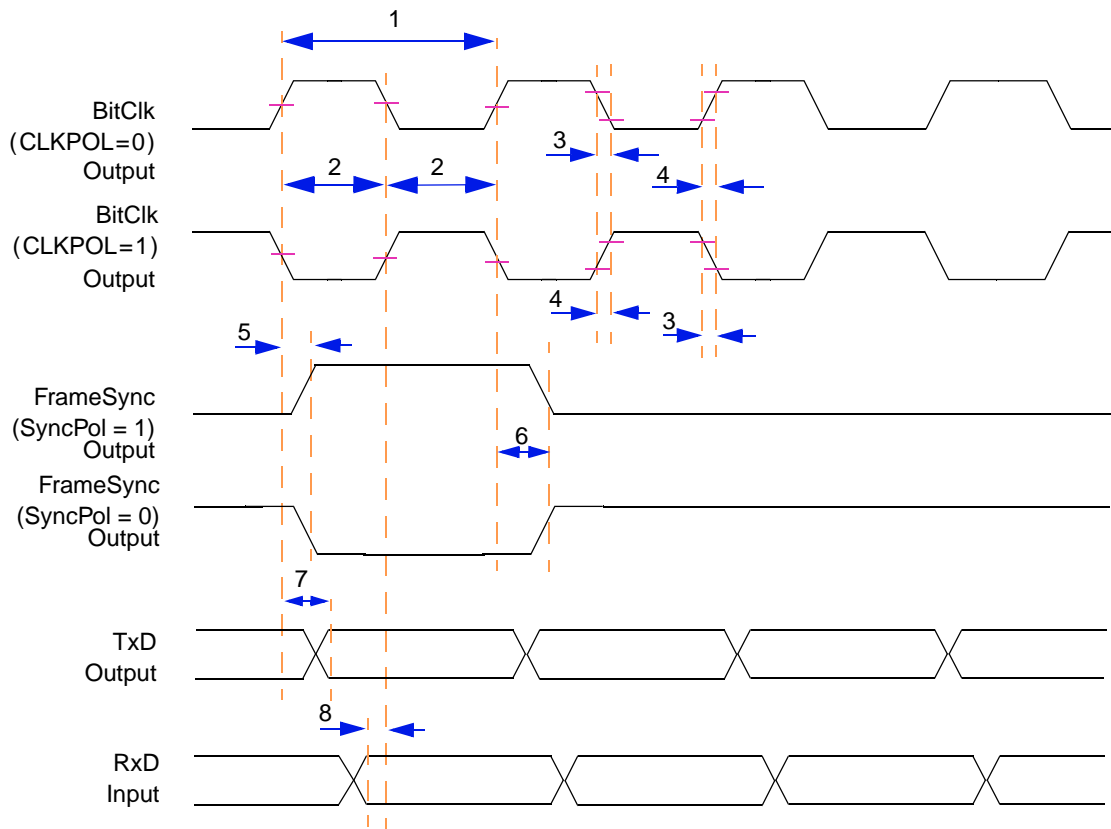 1
BitClk
(CLKPOL=0)
Output
3
2
2
4
BitClk
(CLKPOL=1)
Output
4
3
5
FrameSync
(SyncPol = 1)
Output
6
FrameSync
(SyncPol = 0)
Output
7
TxD
Output
8
RxD
Input